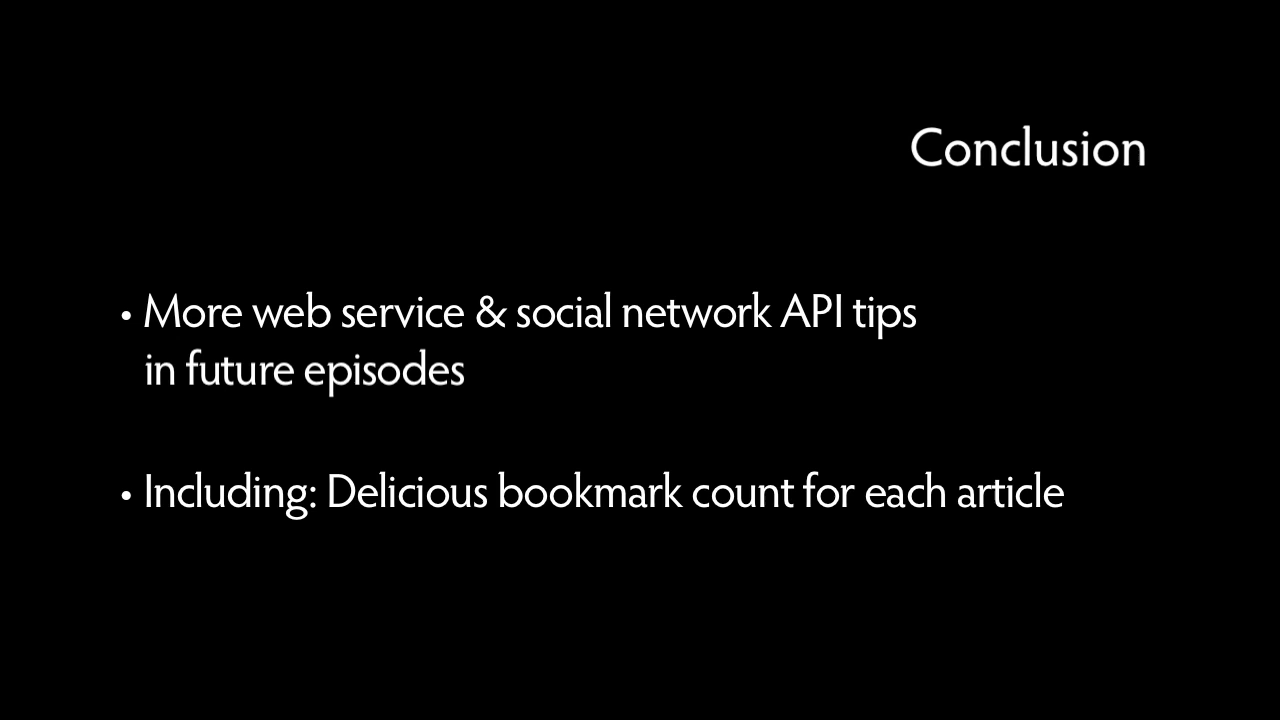 Conclusion
• More web service & social network API tips
in future episodes
• Including: Delicious bookmark count for each article